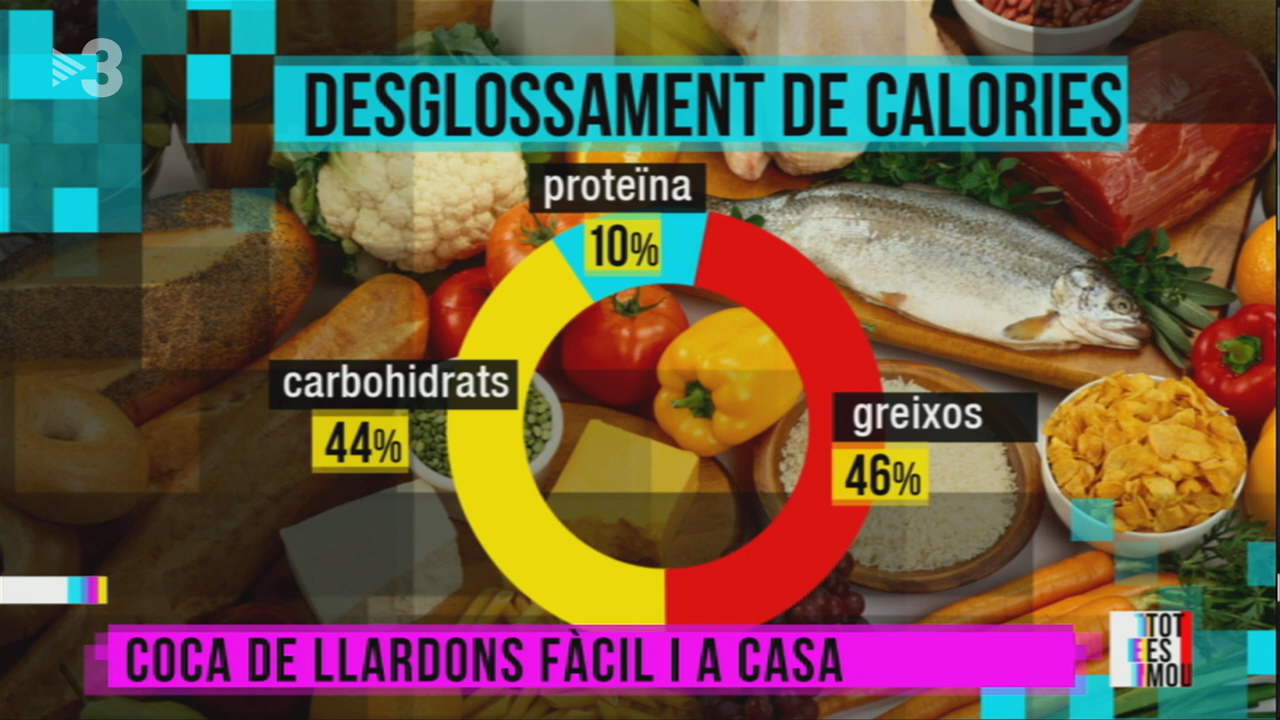 3
DESGLOSSAMENT DE CALORIES
proteïna
10%
carbohidrats
44%
greixos
46%
COCA DE LLARDONS FÀCIL I A CASA
TOT
ES
MOU